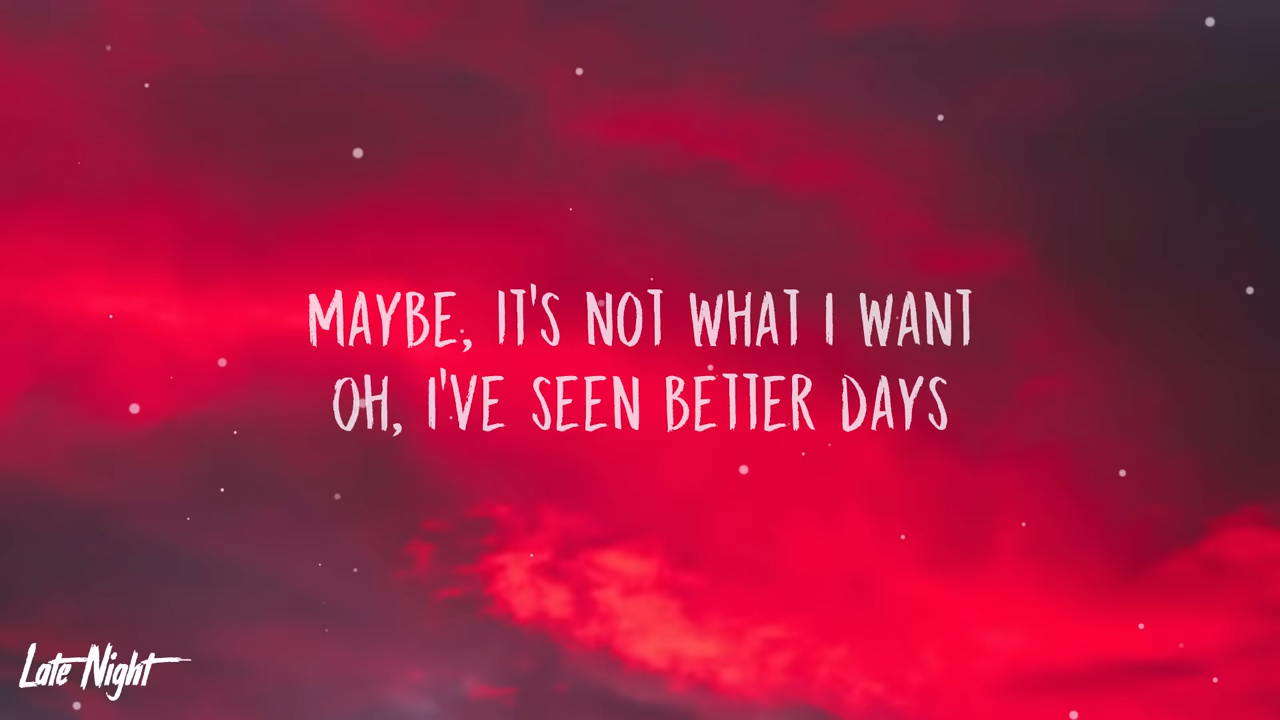 MAYBE, IT'S NOT WHAT I WANT
OH, I'VE SEEN BETTER DAYS
Late Night